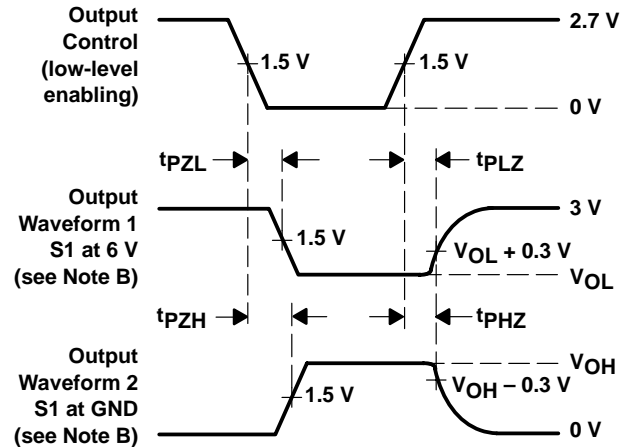 Output
Control
(low-level
enabling)
2.7 V
1.5 V
1.5 V
0 V
tPZL
tPLZ
Output
Waveform 1
S1 at 6 V
(see Note B)
3 V
1.5 V
VOL + 0.3 V
VOL
tPZH
tPHZ
Output
Waveform 2
S1 at GND
(see Note B)
VOH
1.5 V
VOH – 0.3 V
0 V